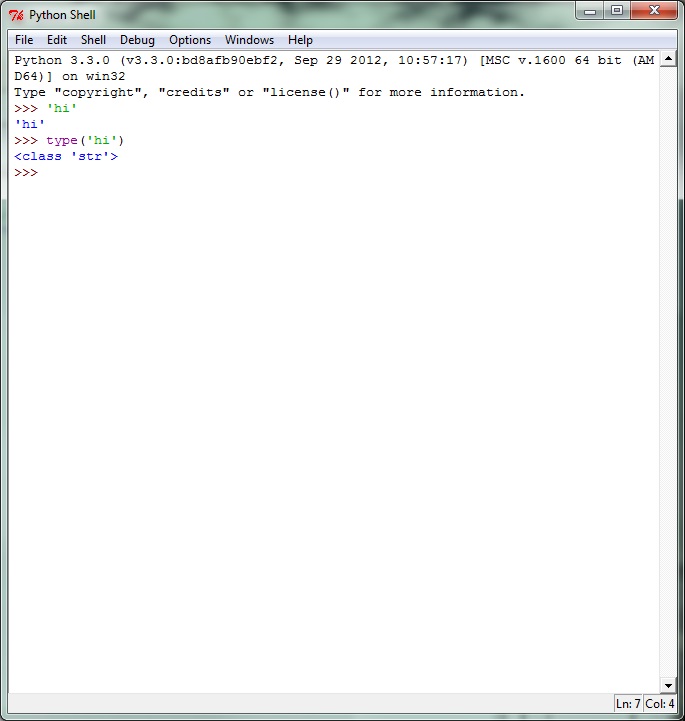 Python Shell
File Edit Shell Debug Options Windows Help
Python 3.3.0 (v3.3.0:bd8afb90ebf2, Sep 29 2012, 10:57:17) [MSC v.1600 64 bit (AM
D64)] on win32
Type "copyright", "credits" or "license()" for more information.
>>> 'hi'
'hi'
>>> type('hi')
<class 'str'>
>>>
Ln: 7 Col: 4